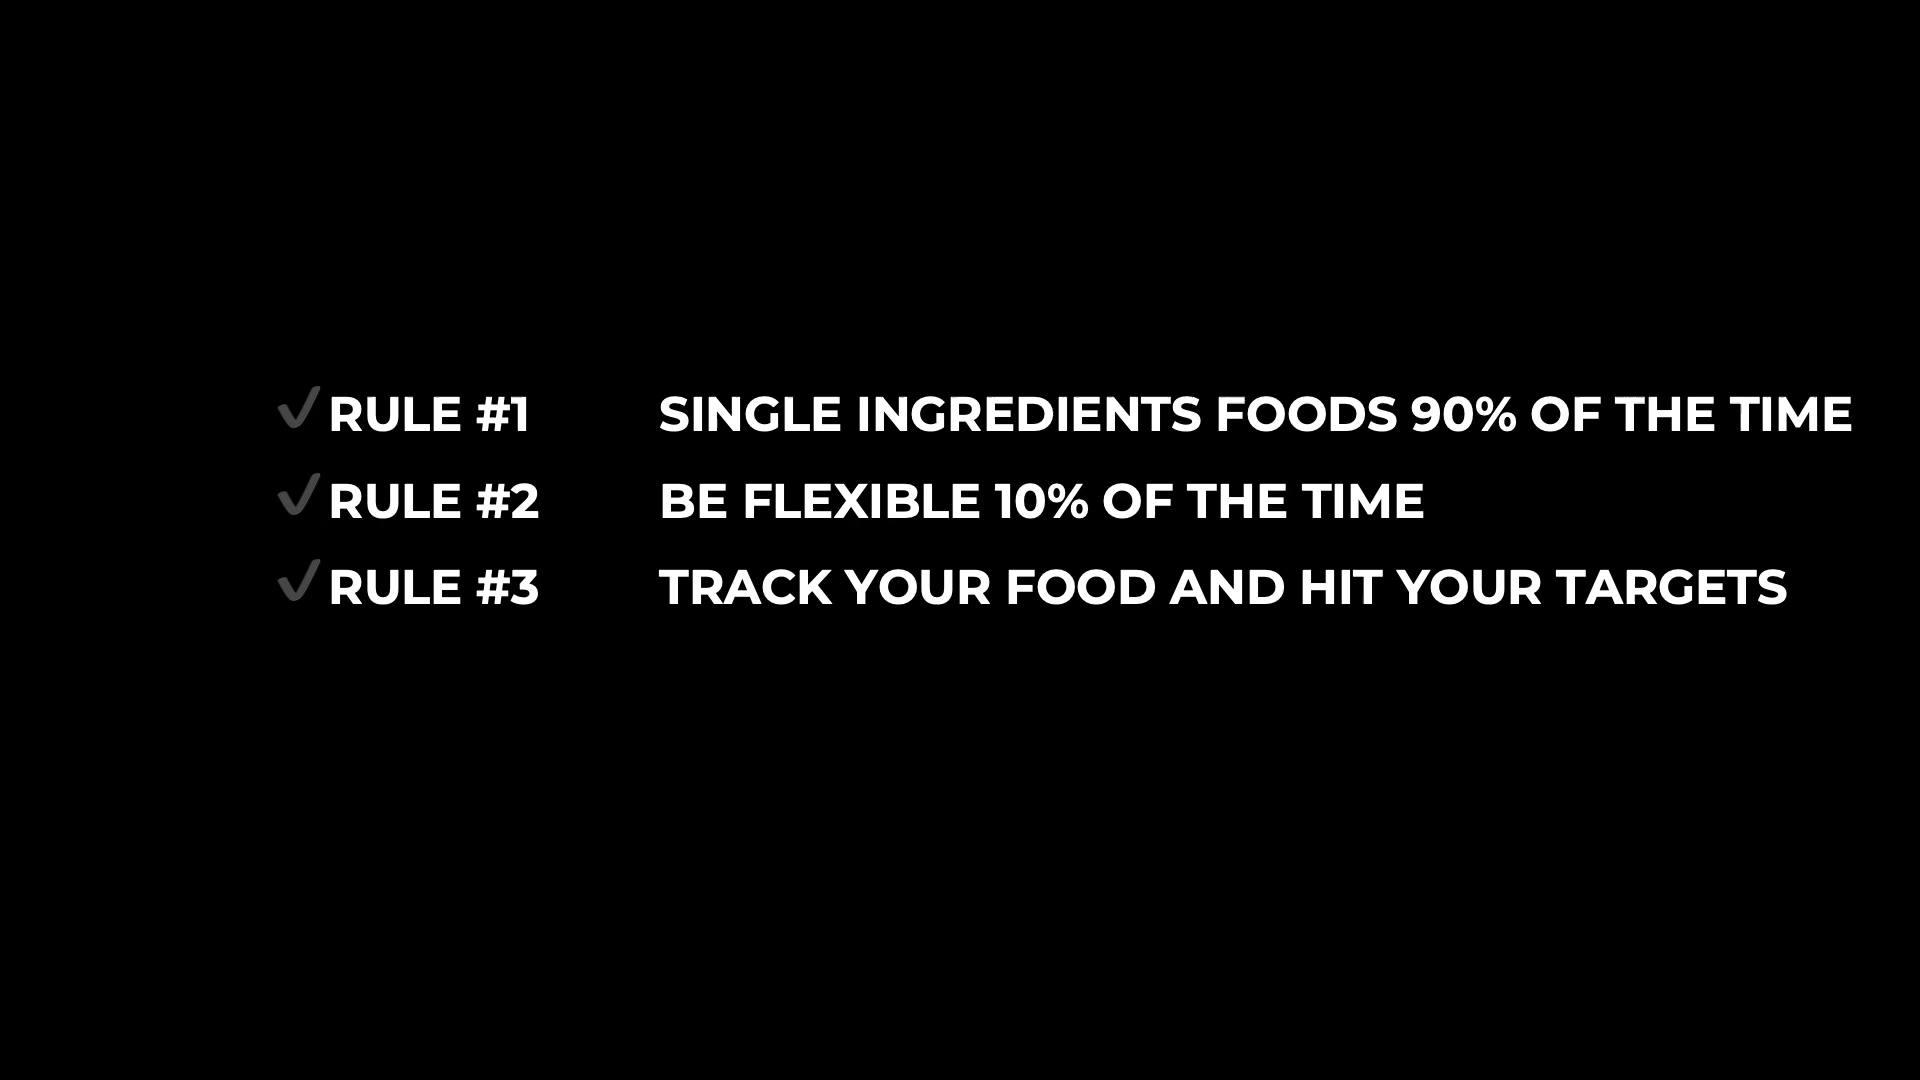 ✔ RULE #1 SINGLE INGREDIENTS FOODS 90% OF THE TIME
✔ RULE #2 BE FLEXIBLE 10% OF THE TIME
✔ RULE #3 TRACK YOUR FOOD AND HIT YOUR TARGETS